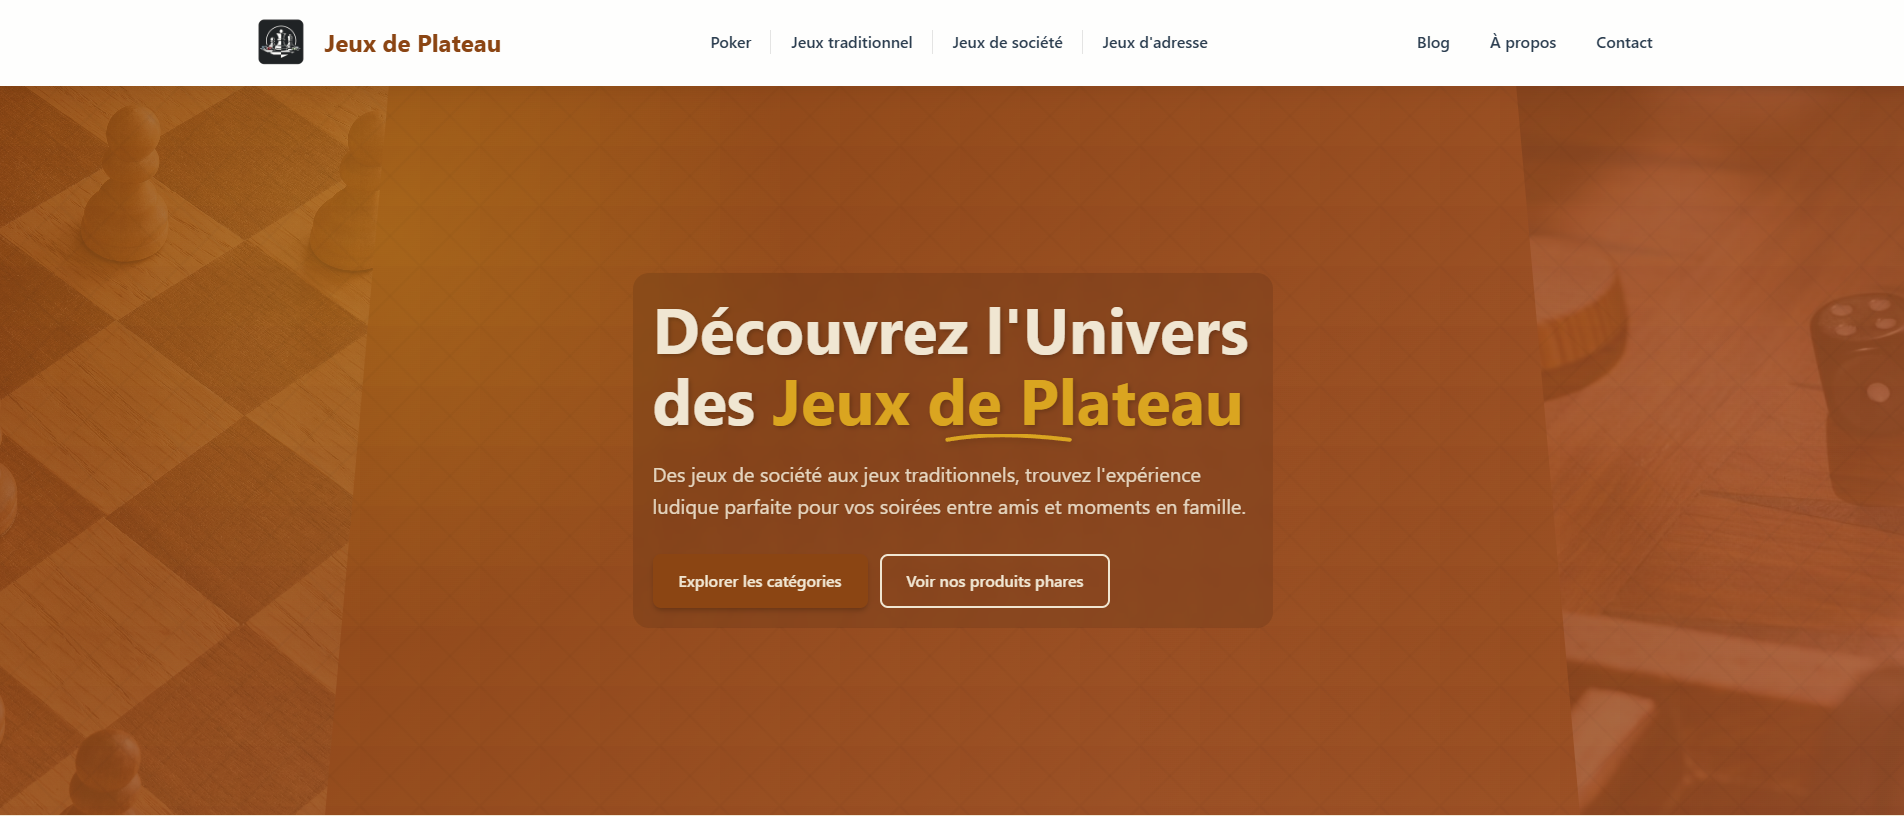 Jeux de Plateau
Poker
Jeux traditionnel
Jeux de société
Jeux d'adresse
Blog
À propos
Contact
Découvrez l'Univers
des Jeux de Plateau
Des jeux de société aux jeux traditionnels, trouvez l'expérience
ludique parfaite pour vos soirées entre amis et moments en famille.
Explorer les catégories
Voir nos produits phares